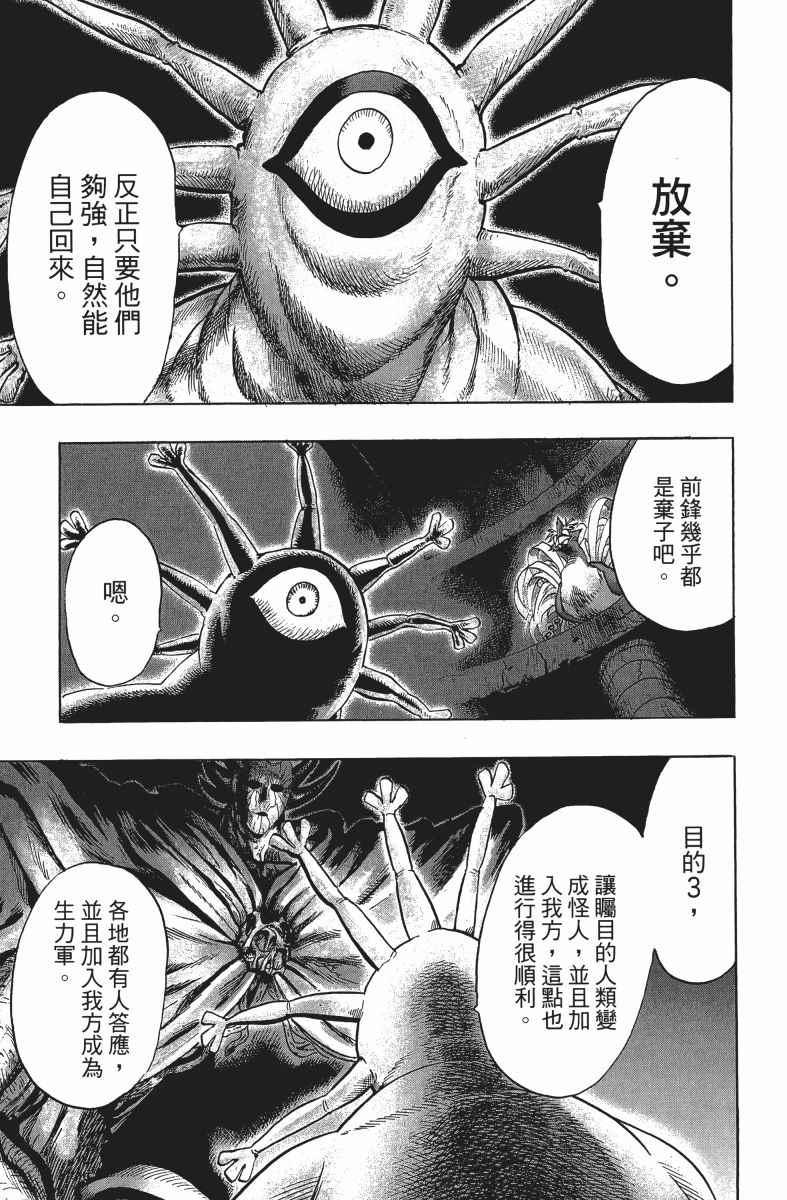 放棄。
反正只要他們
夠強，自然能
自己回來。
前鋒幾乎都
是棄子吧。
嗯。
目的3，
讓矚目的人類變
成怪人，並且加
入我方，這點也
進行得很順利。
各地都有人答應，
並且加入我方成為
生力軍。